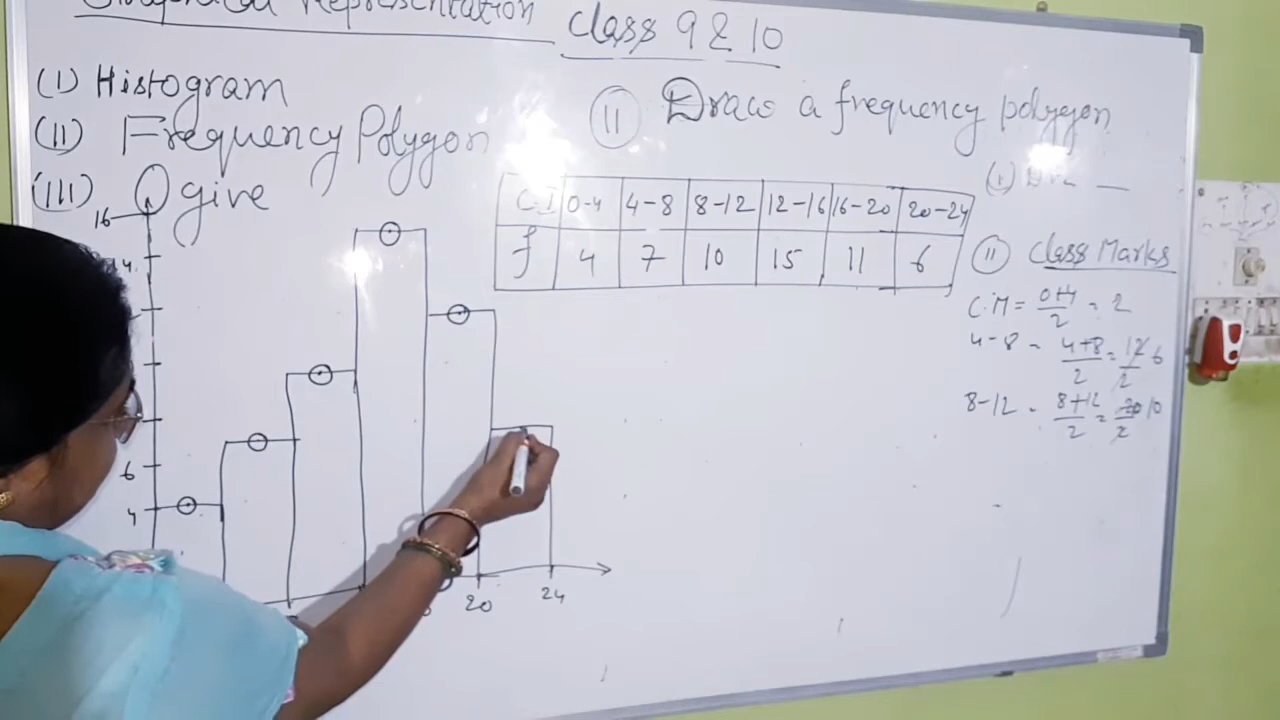 Graphical Representation Class 9 & 10
(I) Histogram
(II) Frequency Polygon
(III) Ogive
(II) Draw a frequency polygon
(I)
C.I 0-4 4-8 8-12 12-16 16-20 20-24
f 4 7 10 15 11 6
(II) Class Marks
C.M = 0+4/2 = 2
4-8 = 4+8/2 = 12/2 6
8-12 = 8+12/2 = 20/2 10
16
14
6
4
20 24